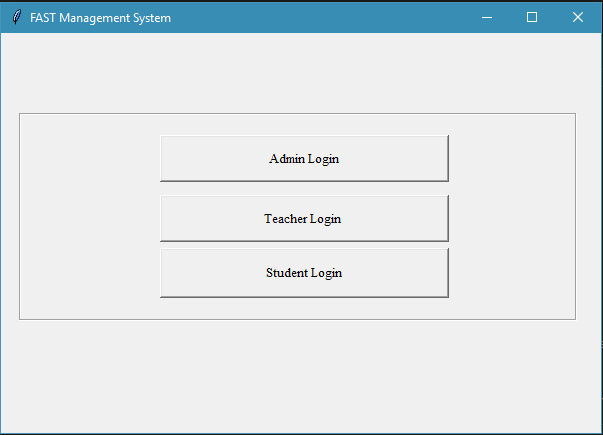 FAST Management System
Admin Login
Teacher Login
Student Login